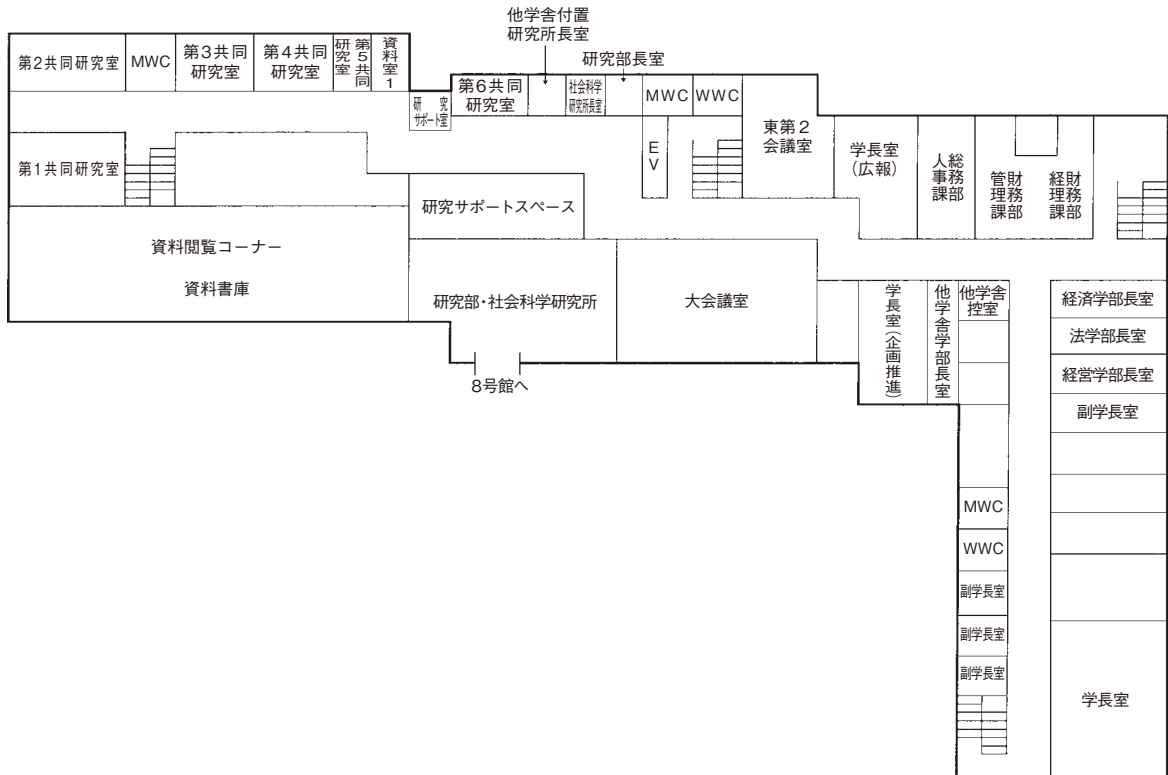 他学舎付置
研究所長室
研究部長室
第2共同研究室
MWC
第3共同
研究室
第4共同
研究室
第5共同
研究室
資料室1
研究
サポート室
第6共同
研究室
社会科学
研究所長室
MWC
WWC
東第2
会議室
学長室
(広報)
総務部
人事課
財務部
管理課
財務部
経理課
EV
第1共同研究室
研究サポートスペース
資料閲覧コーナー
資料書庫
研究部・社会科学研究所
大会議室
8号館へ
学長室(企画推進)
他学舎学部長室
他学舎
控室
経済学部長室
法学部長室
経営学部長室
副学長室
MWC
WWC
副学長室
副学長室
副学長室
学長室